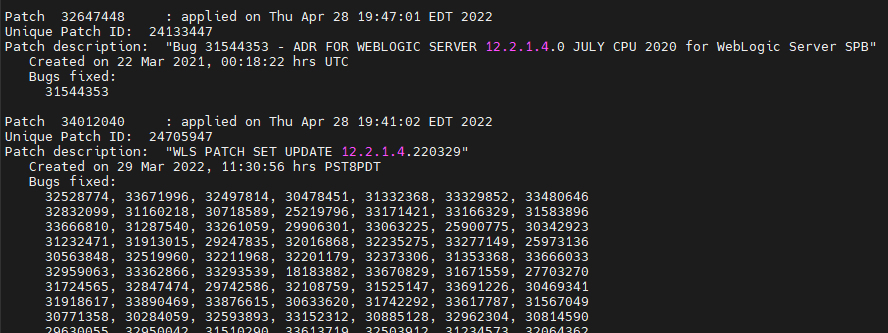 Patch  32647448     : applied on Thu Apr 28 19:47:01 EDT 2022
Unique Patch ID:  24133447
Patch description:  "Bug 31544353 - ADR FOR WEBLOGIC SERVER 12.2.1.4.0 JULY CPU 2020 for WebLogic Server SPB"
   Created on 22 Mar 2021, 00:18:22 hrs UTC
   Bugs fixed:
     31544353
Patch  34012040     : applied on Thu Apr 28 19:41:02 EDT 2022
Unique Patch ID:  24705947
Patch description:  "WLS PATCH SET UPDATE 12.2.1.4.220329"
   Created on 29 Mar 2022, 11:30:56 hrs PST8PDT
   Bugs fixed:
     32528774, 33671996, 32497814, 30478451, 31332368, 33329852, 33480646
     32832099, 31160218, 30718589, 25219796, 33171421, 33166329, 31583896
     33666810, 31287540, 33261059, 29906301, 33063225, 25900775, 30342923
     31232471, 31913015, 29247835, 32016868, 32235275, 33277149, 25973136
     30563848, 32519960, 32211968, 32201179, 32373306, 31353368, 33666033
     32959063, 33362866, 33293539, 18183882, 33670829, 31671559, 27703270
     31724565, 32847474, 29742586, 32108759, 31525147, 33691226, 30469341
     31918617, 33890469, 33876615, 30633620, 31742292, 33617787, 31567049
     30771358, 30284059, 32593893, 33152312, 30885128, 32962304, 30814590
     29630055, 32950042, 31510290, 33613719, 32503912, 31234573, 32064362